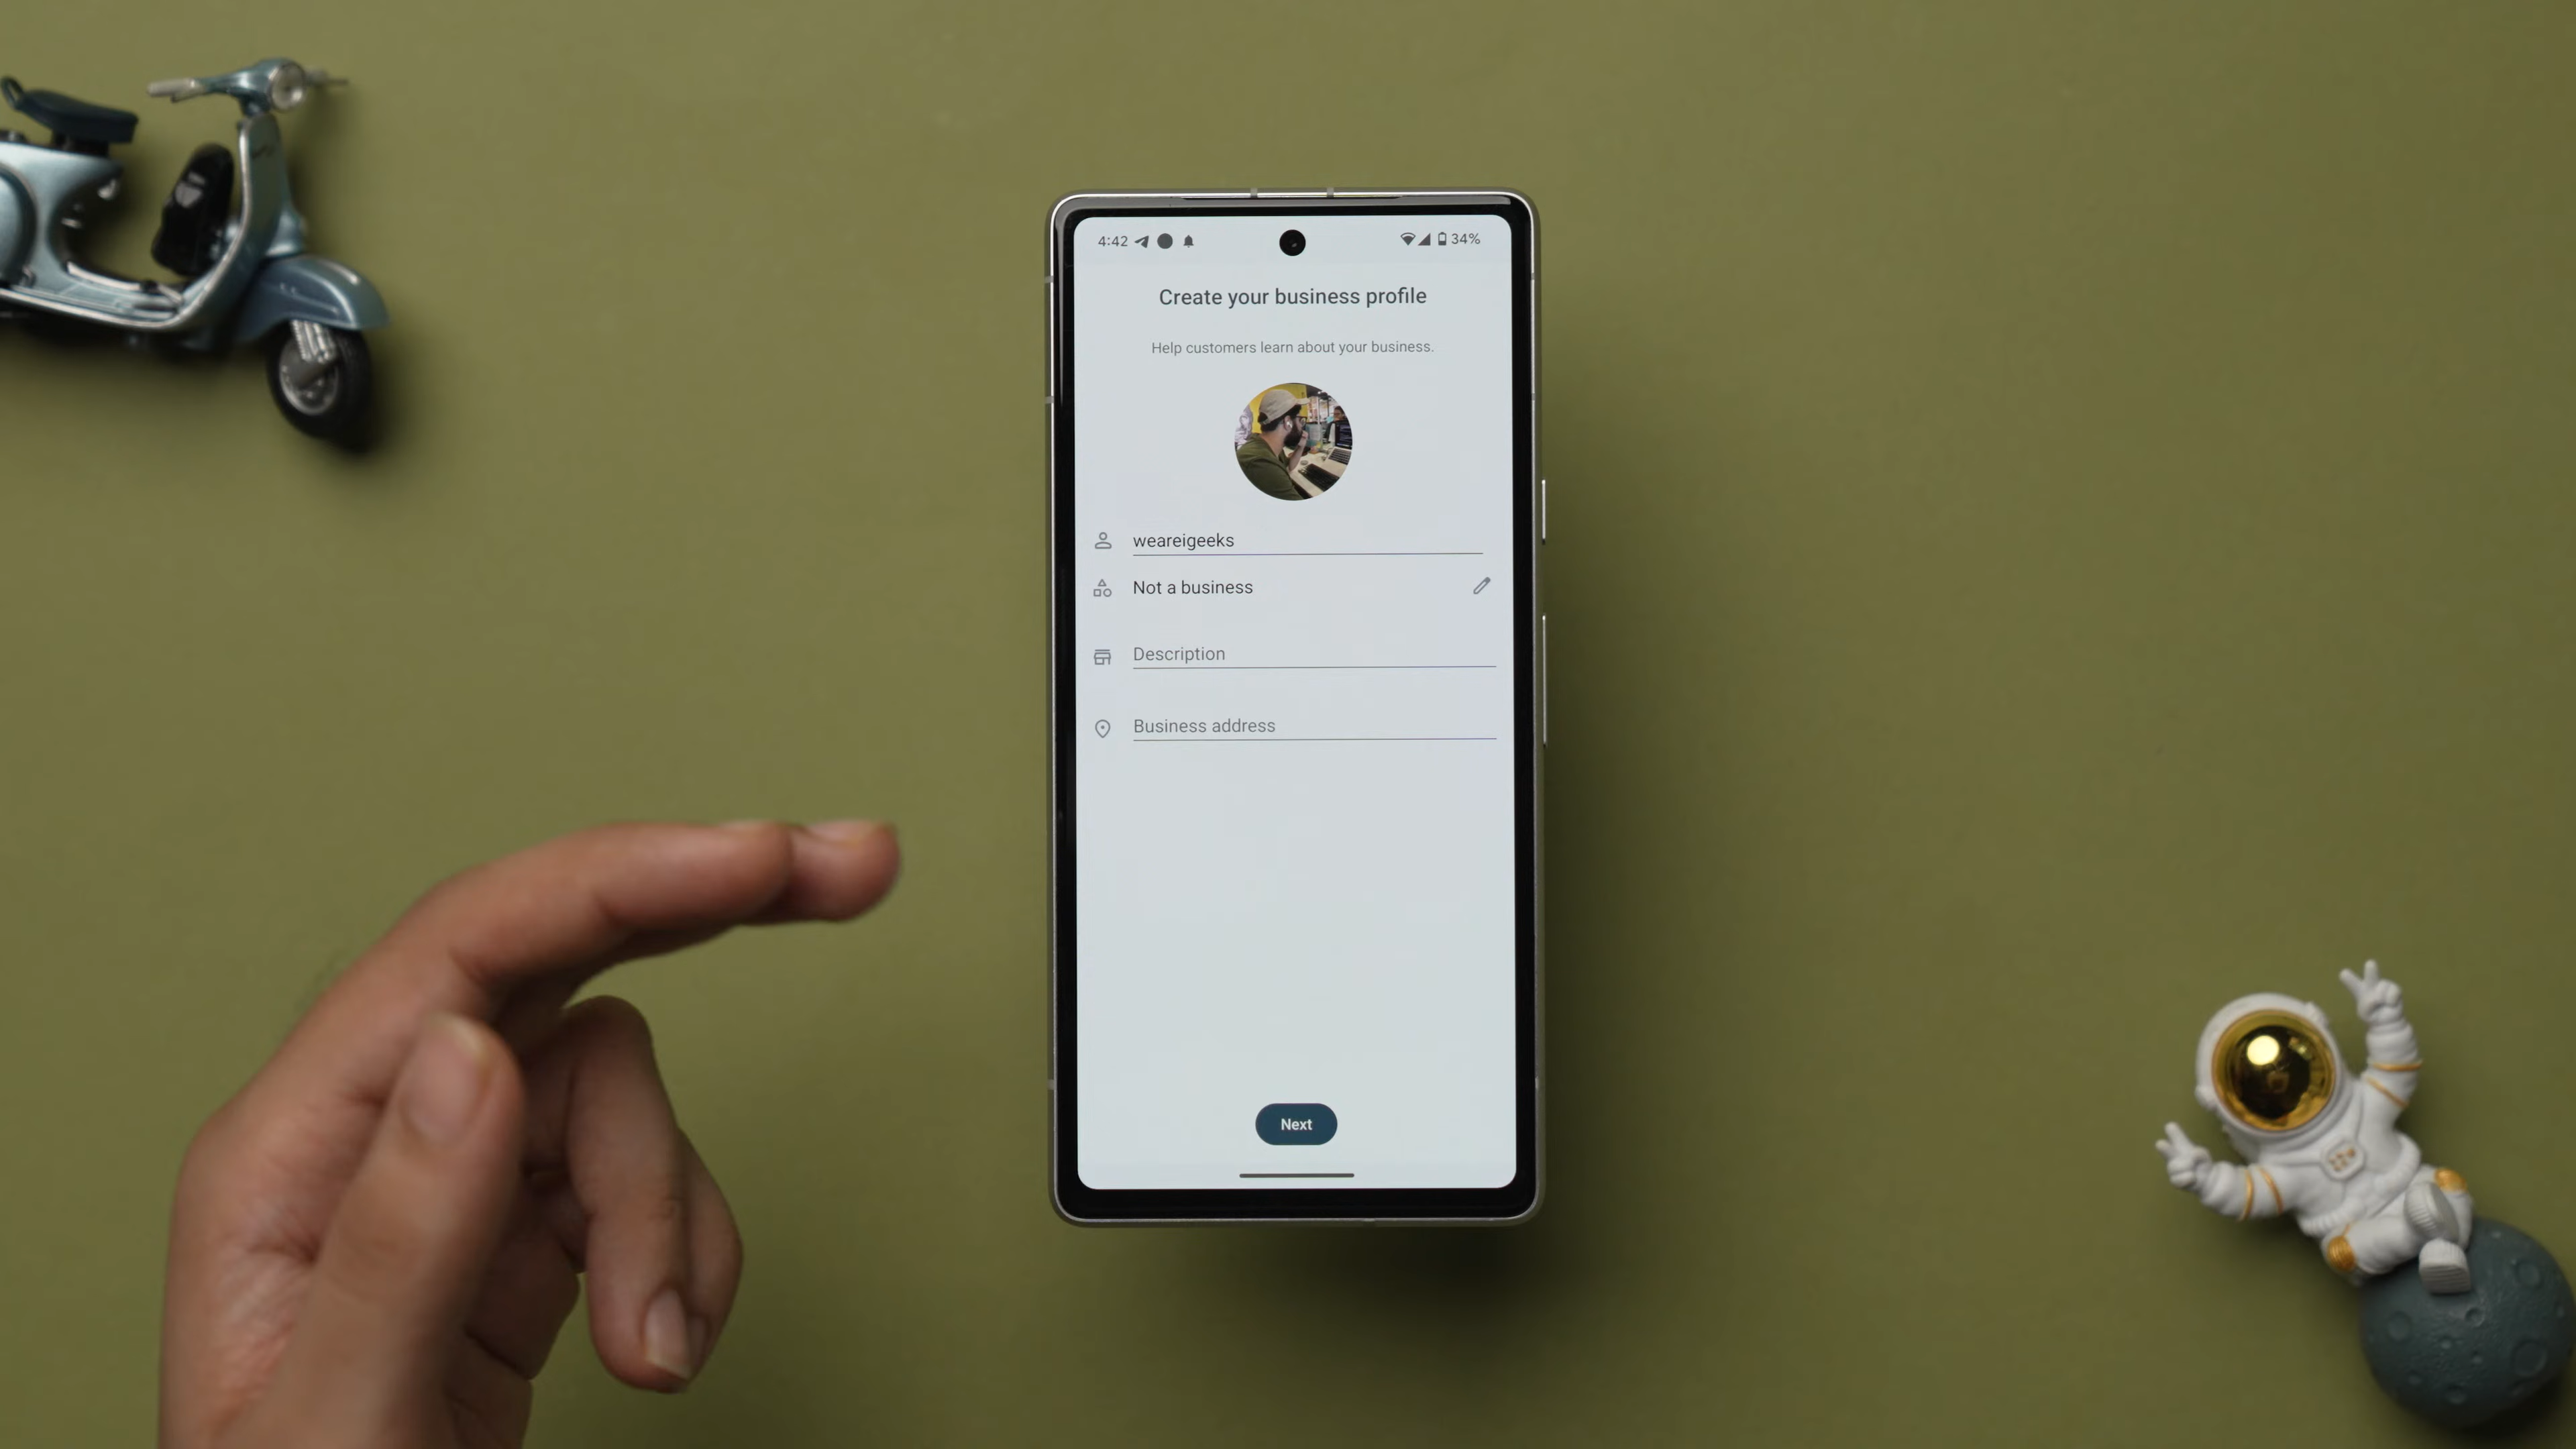 4:42 34%
Create your business profile
Help customers learn about your business.
weareigeeks
Not a business
Description
Business address
Next